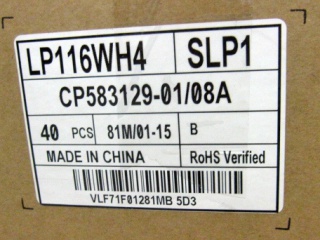 LP116WH4 SLP1
CP583129-01/08A
40 PCS 81M/01-15 B
MADE IN CHINA RoHS Verified
VLF71F01281MB 5D3